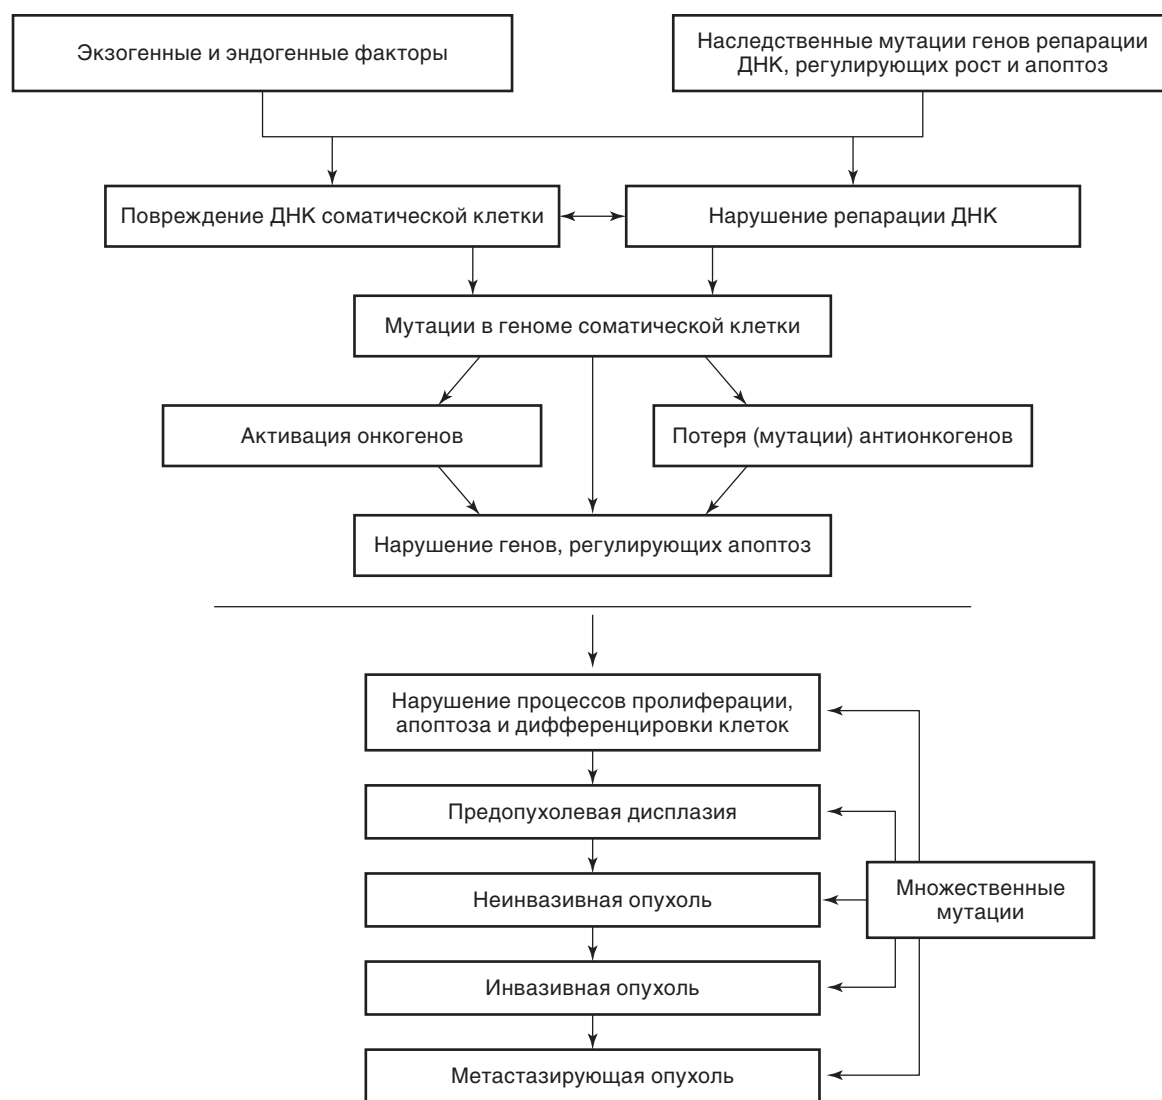 Экзогенные и эндогенные факторы
Наследственные мутации генов репарации
ДНК, регулирующих рост и апоптоз
Повреждение ДНК соматической клетки
Нарушение репарации ДНК
Мутации в геноме соматической клетки
Активация онкогенов
Потеря (мутации) антионкогенов
Нарушение генов, регулирующих апоптоз
Нарушение процессов пролиферации,
апоптоза и дифференцировки клеток
Предопухолевая дисплазия
Неинвазивная опухоль
Множественные
мутации
Инвазивная опухоль
Метастазирующая опухоль